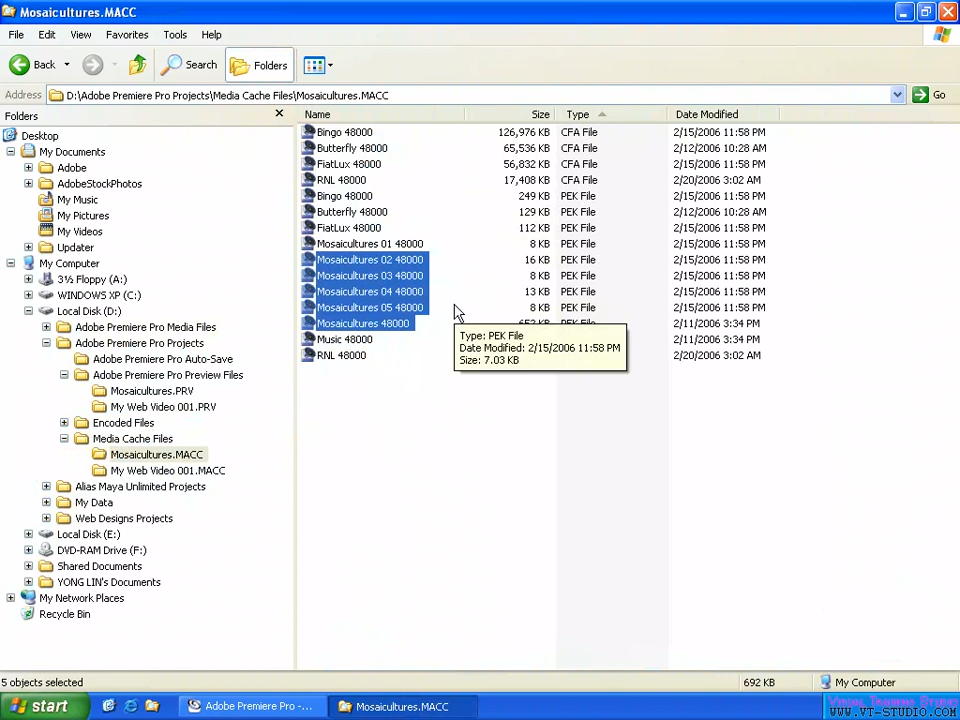 Mosaicultures.MACC
File Edit View Favorites Tools Help
Back Search Folders
Address D:\Adobe Premiere Pro Projects\Media Cache Files\Mosaicultures.MACC Go
Folders
Desktop
My Documents
Adobe
AdobeStockPhotos
My Music
My Pictures
My Videos
Updater
My Computer
3½ Floppy (A:)
WINDOWS XP (C:)
Local Disk (D:)
Adobe Premiere Pro Media Files
Adobe Premiere Pro Projects
Adobe Premiere Pro Auto-Save
Adobe Premiere Pro Preview Files
Mosaicultures.PRV
My Web Video 001.PRV
Encoded Files
Media Cache Files
Mosaicultures.MACC
My Web Video 001.MACC
Alias Maya Unlimited Projects
My Data
Web Designs Projects
Local Disk (E:)
DVD-RAM Drive (F:)
Shared Documents
YONG LIN's Documents
My Network Places
Recycle Bin
Name Size Type Date Modified
Bingo 48000 126,976 KB CFA File 2/15/2006 11:58 PM
Butterfly 48000 65,536 KB CFA File 2/12/2006 10:28 AM
FiatLux 48000 56,832 KB CFA File 2/15/2006 11:58 PM
RNL 48000 17,408 KB CFA File 2/20/2006 3:02 AM
Bingo 48000 249 KB PEK File 2/15/2006 11:58 PM
Butterfly 48000 129 KB PEK File 2/12/2006 10:28 AM
FiatLux 48000 112 KB PEK File 2/15/2006 11:58 PM
Mosaicultures 01 48000 8 KB PEK File 2/15/2006 11:58 PM
Mosaicultures 02 48000 16 KB PEK File 2/15/2006 11:58 PM
Mosaicultures 03 48000 8 KB PEK File 2/15/2006 11:58 PM
Mosaicultures 04 48000 13 KB PEK File 2/15/2006 11:58 PM
Mosaicultures 05 48000 8 KB PEK File 2/15/2006 11:58 PM
Mosaicultures 48000 KB PEK File 2/11/2006 3:34 PM
Music 48000 2/11/2006 3:34 PM
RNL 48000 2/20/2006 3:02 AM
Type: PEK File
Date Modified: 2/15/2006 11:58 PM
Size: 7.03 KB
5 objects selected 692 KB My Computer
start Adobe Premiere Pro -... Mosaicultures.MACC
Visual Training Studio
WWW.VT-STUDIO.COM